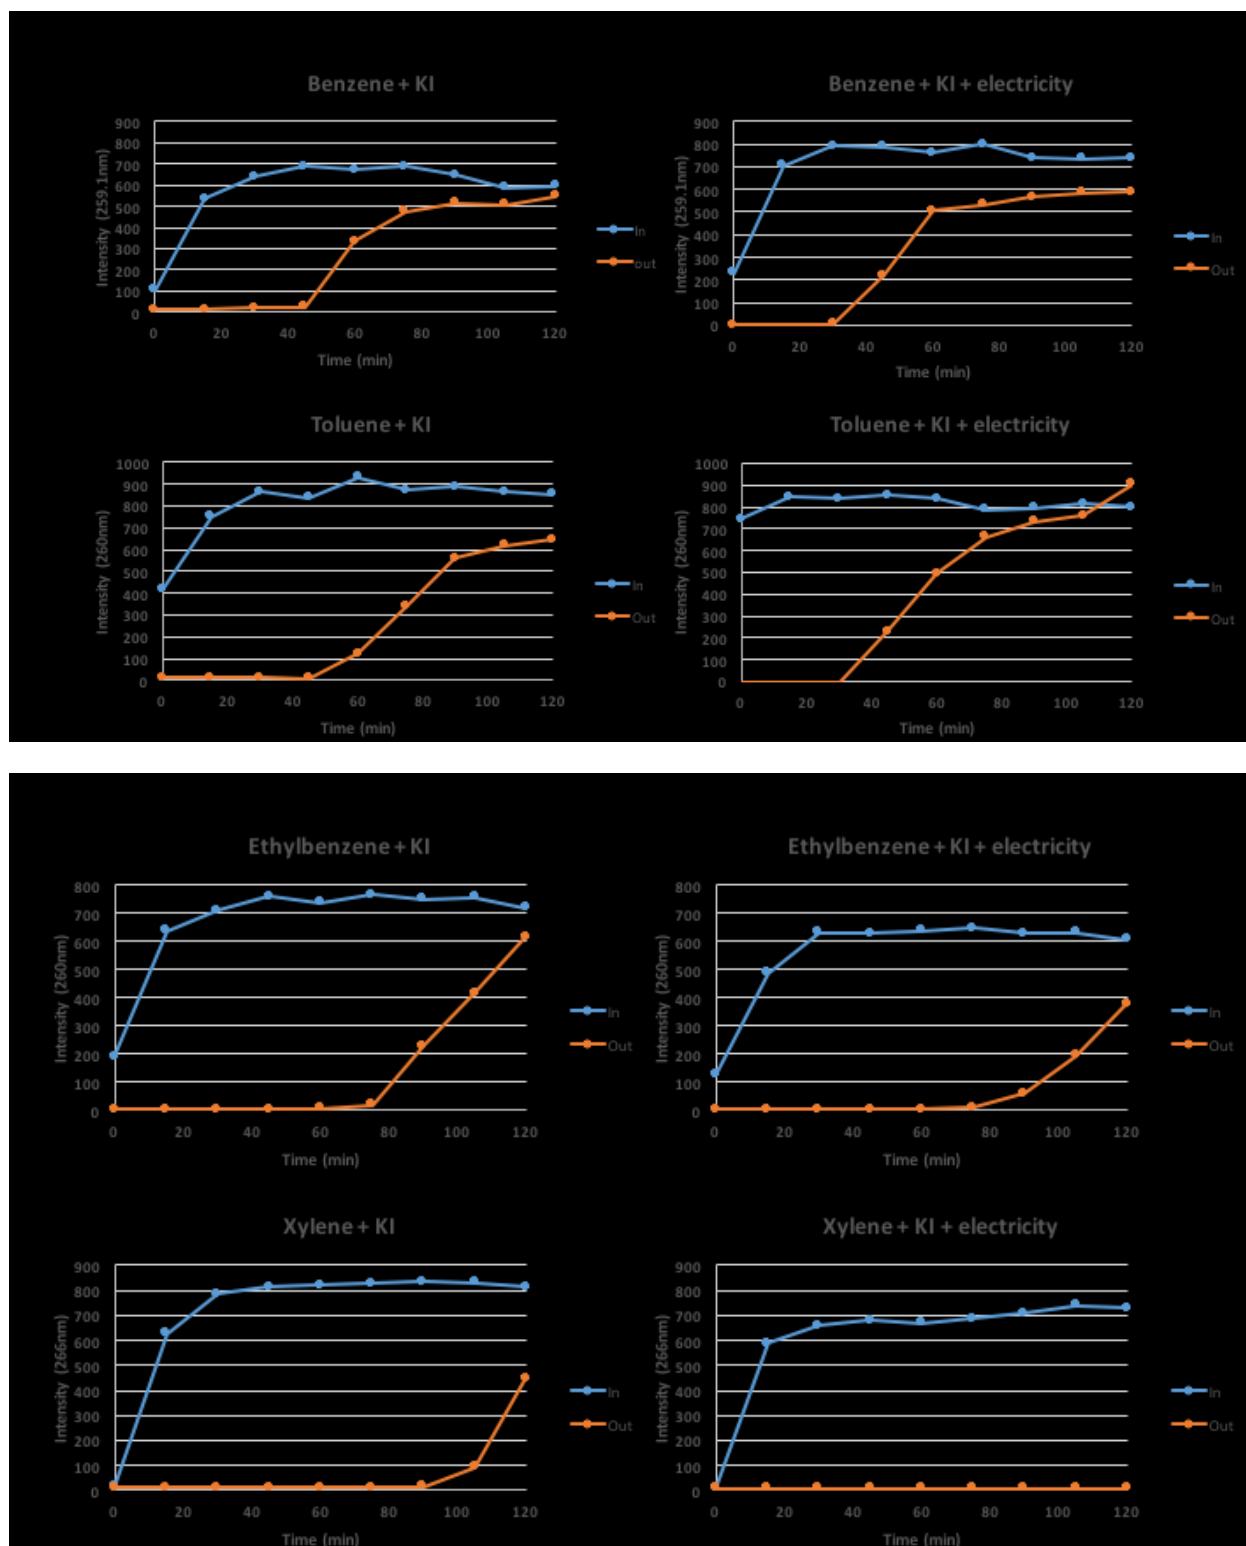 Benzene + KI
Intensity (259.1nm)
900
800
700
600
500
400
300
200
100
0
0 20 40 60 80 100 120
Time (min)
In
out
Benzene + KI + electricity
Intensity (259.1nm)
900
800
700
600
500
400
300
200
100
0
0 20 40 60 80 100 120
Time (min)
In
Out
Toluene + KI
Intensity (260nm)
1000
900
800
700
600
500
400
300
200
100
0
0 20 40 60 80 100 120
Time (min)
In
Out
Toluene + KI + electricity
Intensity (260nm)
1000
900
800
700
600
500
400
300
200
100
0
0 20 40 60 80 100 120
Time (min)
In
Out
Ethylbenzene + KI
Intensity (260nm)
800
700
600
500
400
300
200
100
0
0 20 40 60 80 100 120
Time (min)
In
Out
Ethylbenzene + KI + electricity
Intensity (260nm)
800
700
600
500
400
300
200
100
0
0 20 40 60 80 100 120
Time (min)
In
Out
Xylene + KI
Intensity (266nm)
900
800
700
600
500
400
300
200
100
0
0 20 40 60 80 100 120
Time (min)
In
Out
Xylene + KI + electricity
Intensity (266nm)
900
800
700
600
500
400
300
200
100
0
0 20 40 60 80 100 120
Time (min)
In
Out